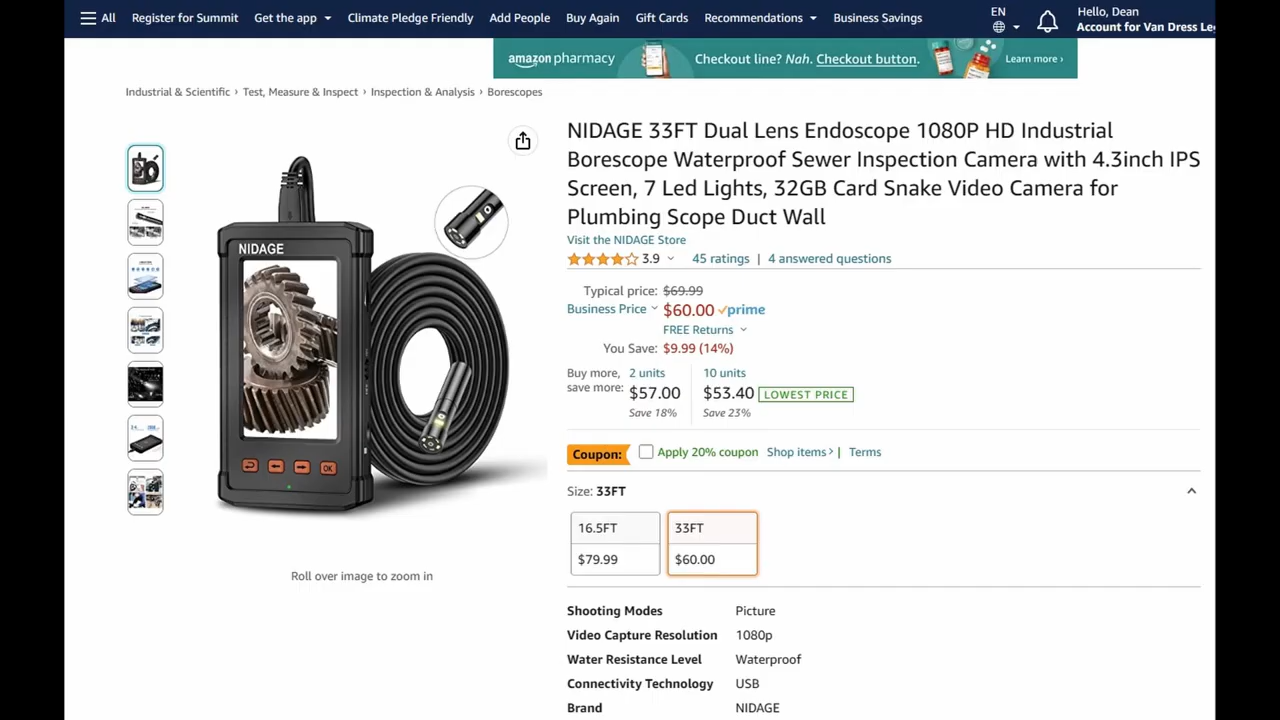 All Register for Summit Get the app Climate Pledge Friendly Add People Buy Again Gift Cards Recommendations Business Savings EN Hello, Dean
Account for Van Dress Le
amazon pharmacy Checkout line? Nah. Checkout button. Learn more ›
Industrial & Scientific › Test, Measure & Inspect › Inspection & Analysis › Borescopes
NIDAGE 33FT Dual Lens Endoscope 1080P HD Industrial
Borescope Waterproof Sewer Inspection Camera with 4.3inch IPS
Screen, 7 Led Lights, 32GB Card Snake Video Camera for
Plumbing Scope Duct Wall
Visit the NIDAGE Store
3.9 45 ratings | 4 answered questions
Typical price: $69.99
Business Price $60.00 prime
FREE Returns
You Save: $9.99 (14%)
Buy more, save more:
2 units
$57.00
Save 18%
10 units
$53.40 LOWEST PRICE
Save 23%
Coupon: Apply 20% coupon Shop items › | Terms
Size: 33FT
16.5FT
$79.99
33FT
$60.00
Shooting Modes Picture
Video Capture Resolution 1080p
Water Resistance Level Waterproof
Connectivity Technology USB
Brand NIDAGE
NIDAGE
OK
Roll over image to zoom in